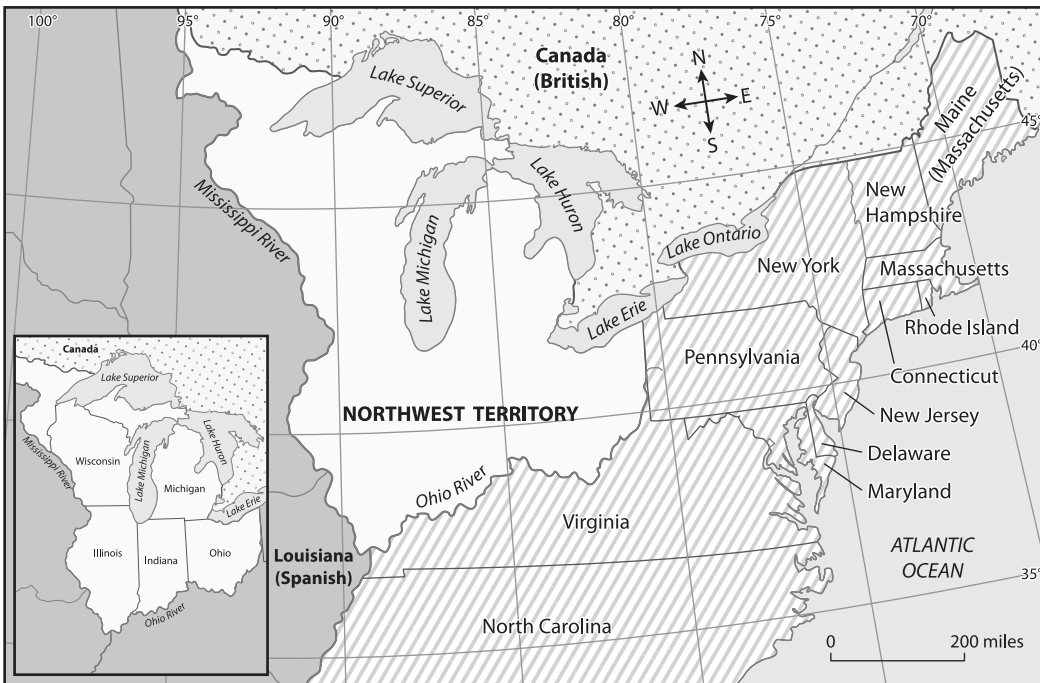 100°
95°
90°
85°
80°
75°
70°
Canada
(British)
N
W
E
S
Lake Superior
Maine
(Massachusetts)
45°
Mississippi River
Lake Michigan
Lake Huron
Lake Ontario
Lake Erie
New
Hampshire
New York
Massachusetts
Rhode Island
Pennsylvania
40°
Connecticut
NORTHWEST TERRITORY
New Jersey
Delaware
Maryland
Ohio River
Virginia
Louisiana
(Spanish)
ATLANTIC
OCEAN
35°
North Carolina
0
200 miles
Canada
Lake Superior
Mississippi River
Wisconsin
Lake Michigan
Lake Huron
Michigan
Lake Erie
Illinois
Indiana
Ohio
Ohio River